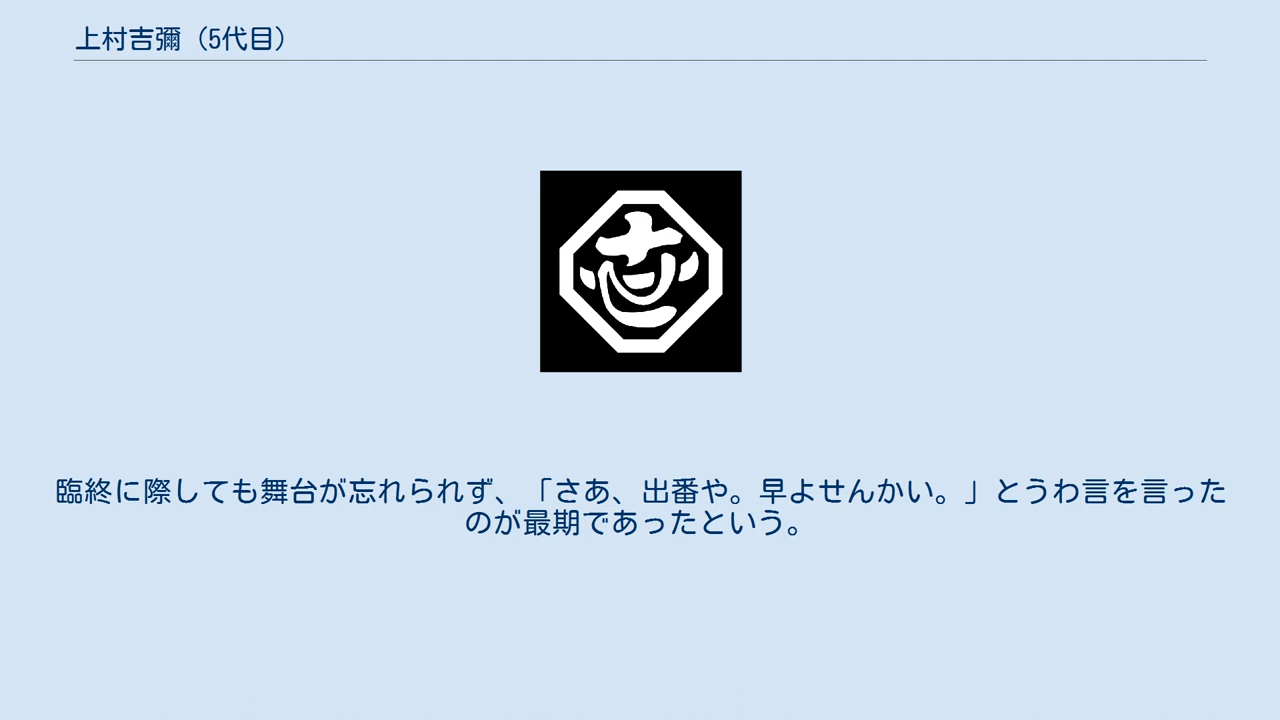 上村吉彌（5代目）
臨終に際しても舞台が忘れられず、「さあ、出番や。早よせんかい。」とうわ言を言った
のが最期であったという。